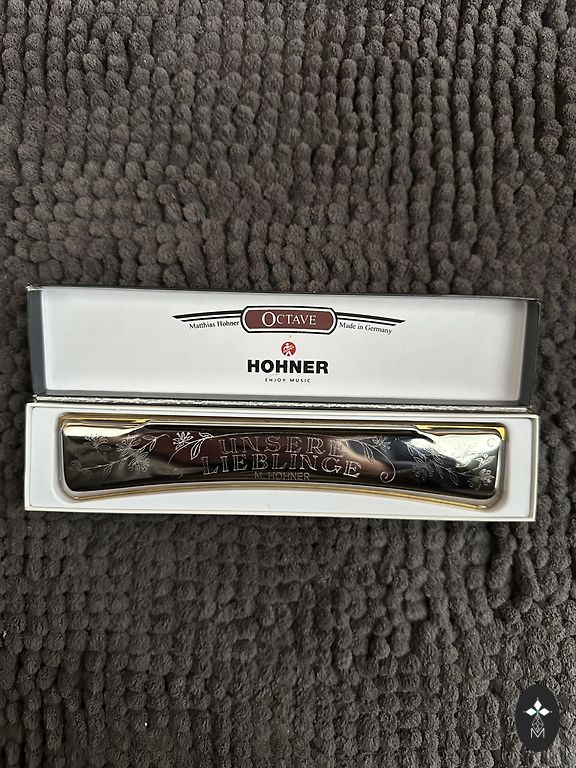 Matthias Hohner OCTAVE Made in Germany
HOHNER
ENJOY MUSIC
UNSERE
LIEBLINGE
M. HOHNER
C
M